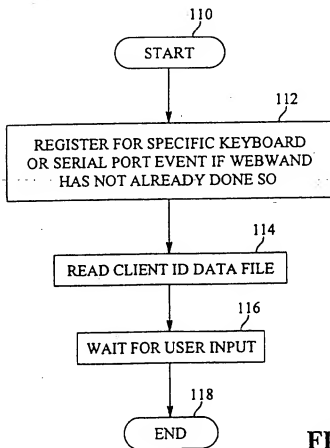 110
START
112
REGISTER FOR SPECIFIC KEYBOARD
OR SERIAL PORT EVENT IF WEBWAND
HAS NOT ALREADY DONE SO
114
READ CLIENT ID DATA FILE
116
WAIT FOR USER INPUT
118
END